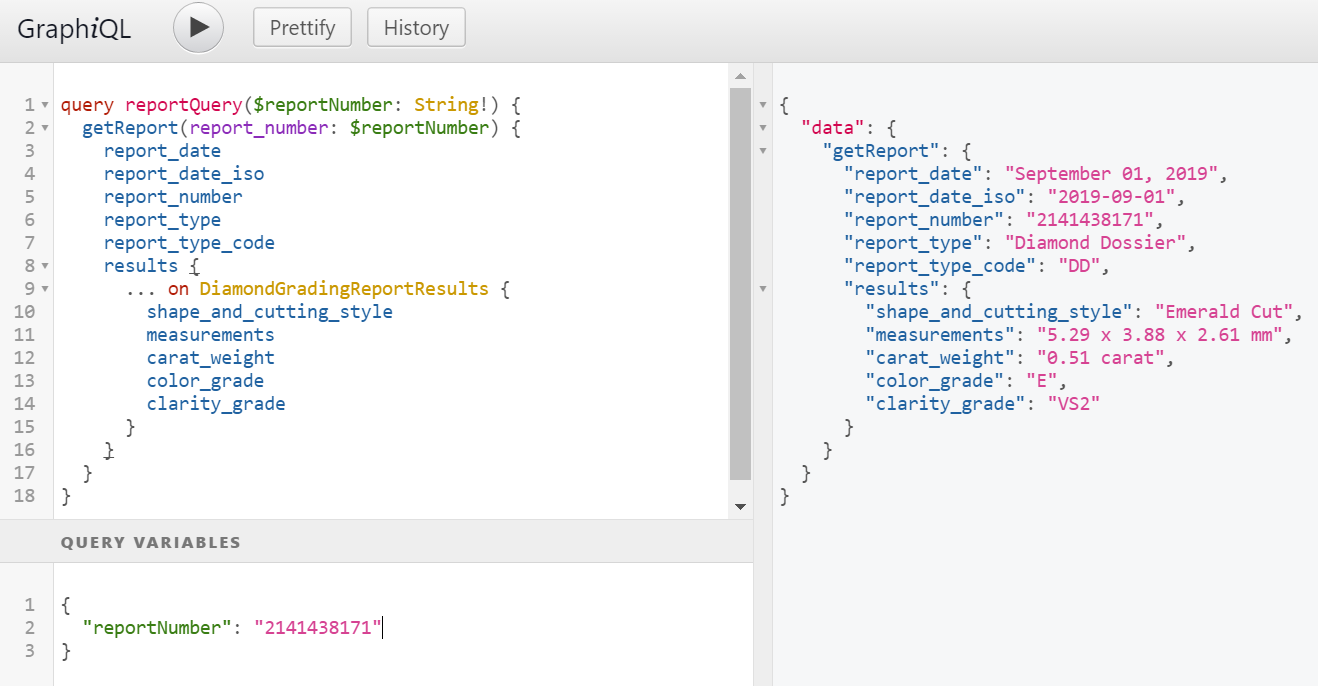 GraphiQL Prettify History
1 query reportQuery($reportNumber: String!) {
2 getReport(report_number: $reportNumber) {
3 report_date
4 report_date_iso
5 report_number
6 report_type
7 report_type_code
8 results {
9 ... on DiamondGradingReportResults {
10 shape_and_cutting_style
11 measurements
12 carat_weight
13 color_grade
14 clarity_grade
15 }
16 }
17 }
18 }
QUERY VARIABLES
1 {
2 "reportNumber": "2141438171"
3 }
{
"data": {
"getReport": {
"report_date": "September 01, 2019",
"report_date_iso": "2019-09-01",
"report_number": "2141438171",
"report_type": "Diamond Dossier",
"report_type_code": "DD",
"results": {
"shape_and_cutting_style": "Emerald Cut",
"measurements": "5.29 x 3.88 x 2.61 mm",
"carat_weight": "0.51 carat",
"color_grade": "E",
"clarity_grade": "VS2"
}
}
}
}